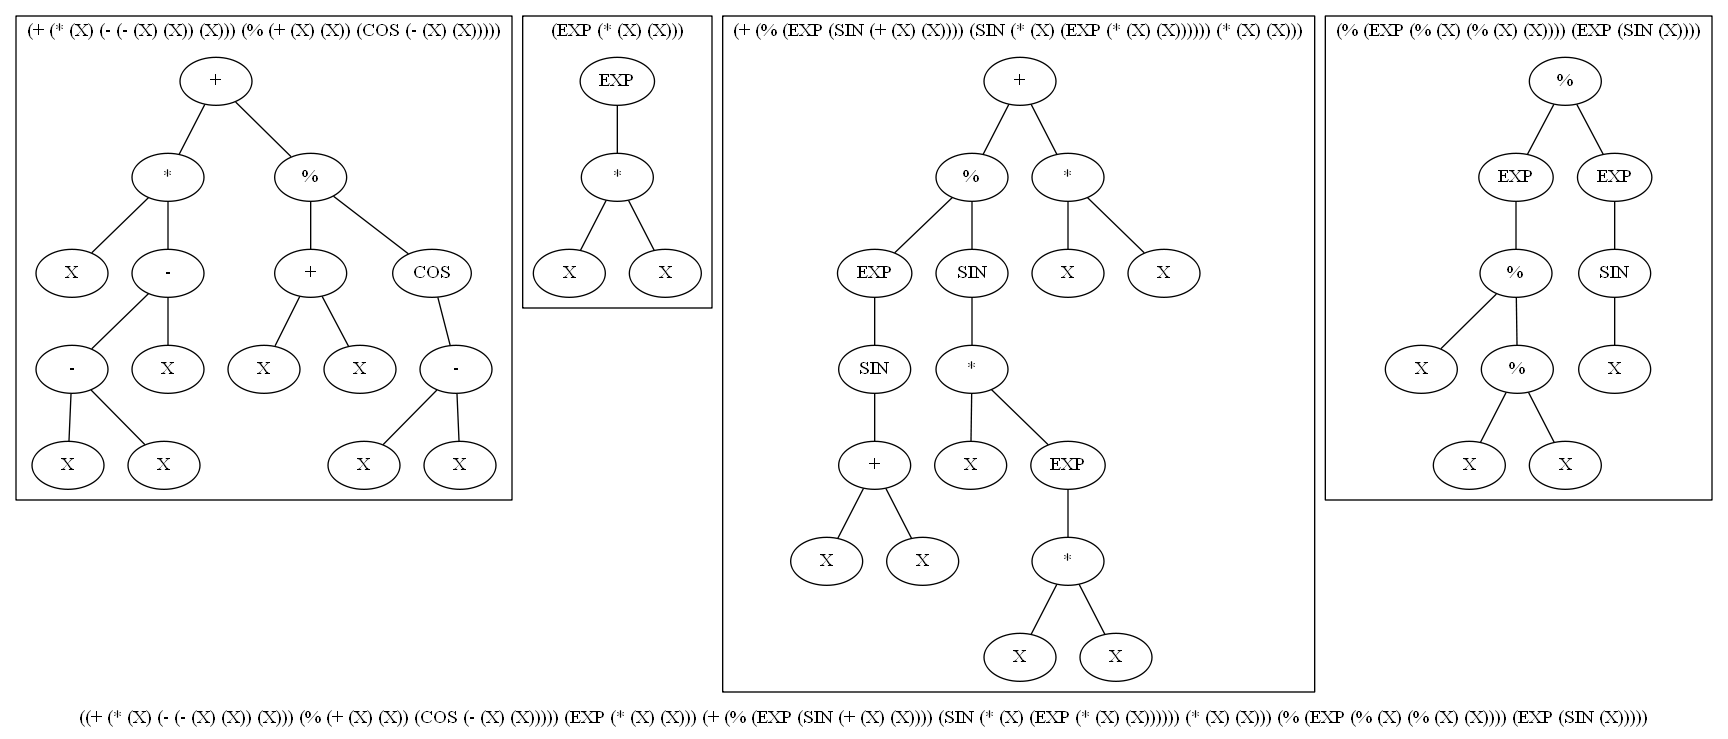 (+ (* (X) (- (- (X) (X)) (X))) (% (+ (X) (X)) (COS (- (X) (X)))))
+
* %
X - + COS
- X X X -
X X X X
(EXP (* (X) (X)))
EXP
*
X X
(+ (% (EXP (SIN (+ (X) (X)))) (SIN (* (X) (EXP (* (X) (X)))))) (* (X) (X)))
+
% *
EXP SIN X X
SIN *
+ X EXP
X X *
X X
(% (EXP (% (X) (% (X) (X)))) (EXP (SIN (X))))
%
EXP EXP
% SIN
X % X
X X
((+ (* (X) (- (- (X) (X)) (X))) (% (+ (X) (X)) (COS (- (X) (X))))) (EXP (* (X) (X))) (+ (% (EXP (SIN (+ (X) (X)))) (SIN (* (X) (EXP (* (X) (X)))))) (* (X) (X))) (% (EXP (% (X) (% (X) (X)))) (EXP (SIN (X)))))